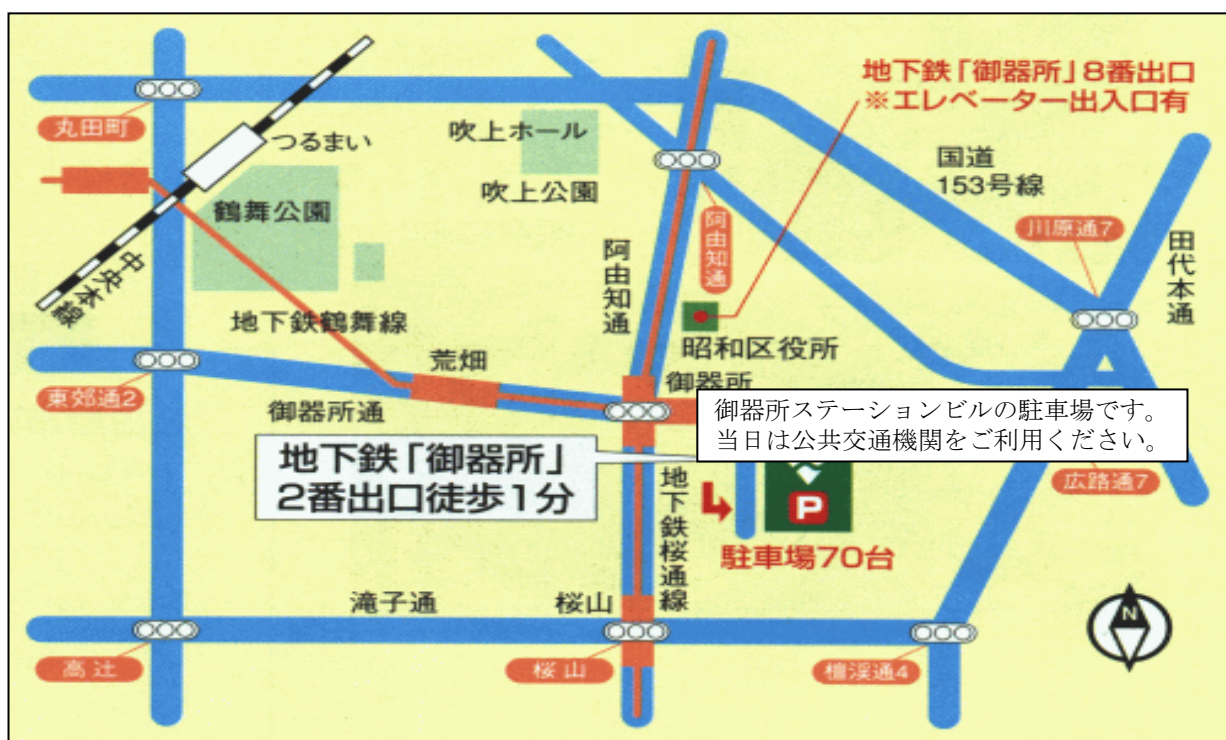 地下鉄「御器所」8番出口
※エレベーター出入口有
丸田町
つるまい
吹上ホール
吹上公園
国道
153号線
鶴舞公園
阿由知通
川原通7
田代本通
阿由知通
中央本線
地下鉄鶴舞線
昭和区役所
荒畑
御器所
東郊通2
御器所通
御器所ステーションビルの駐車場です。
当日は公共交通機関をご利用ください。
地下鉄「御器所」
2番出口徒歩1分
広路通7
地下鉄桜通線
P
駐車場70台
滝子通
桜山
N
高辻
桜山
檀渓通4